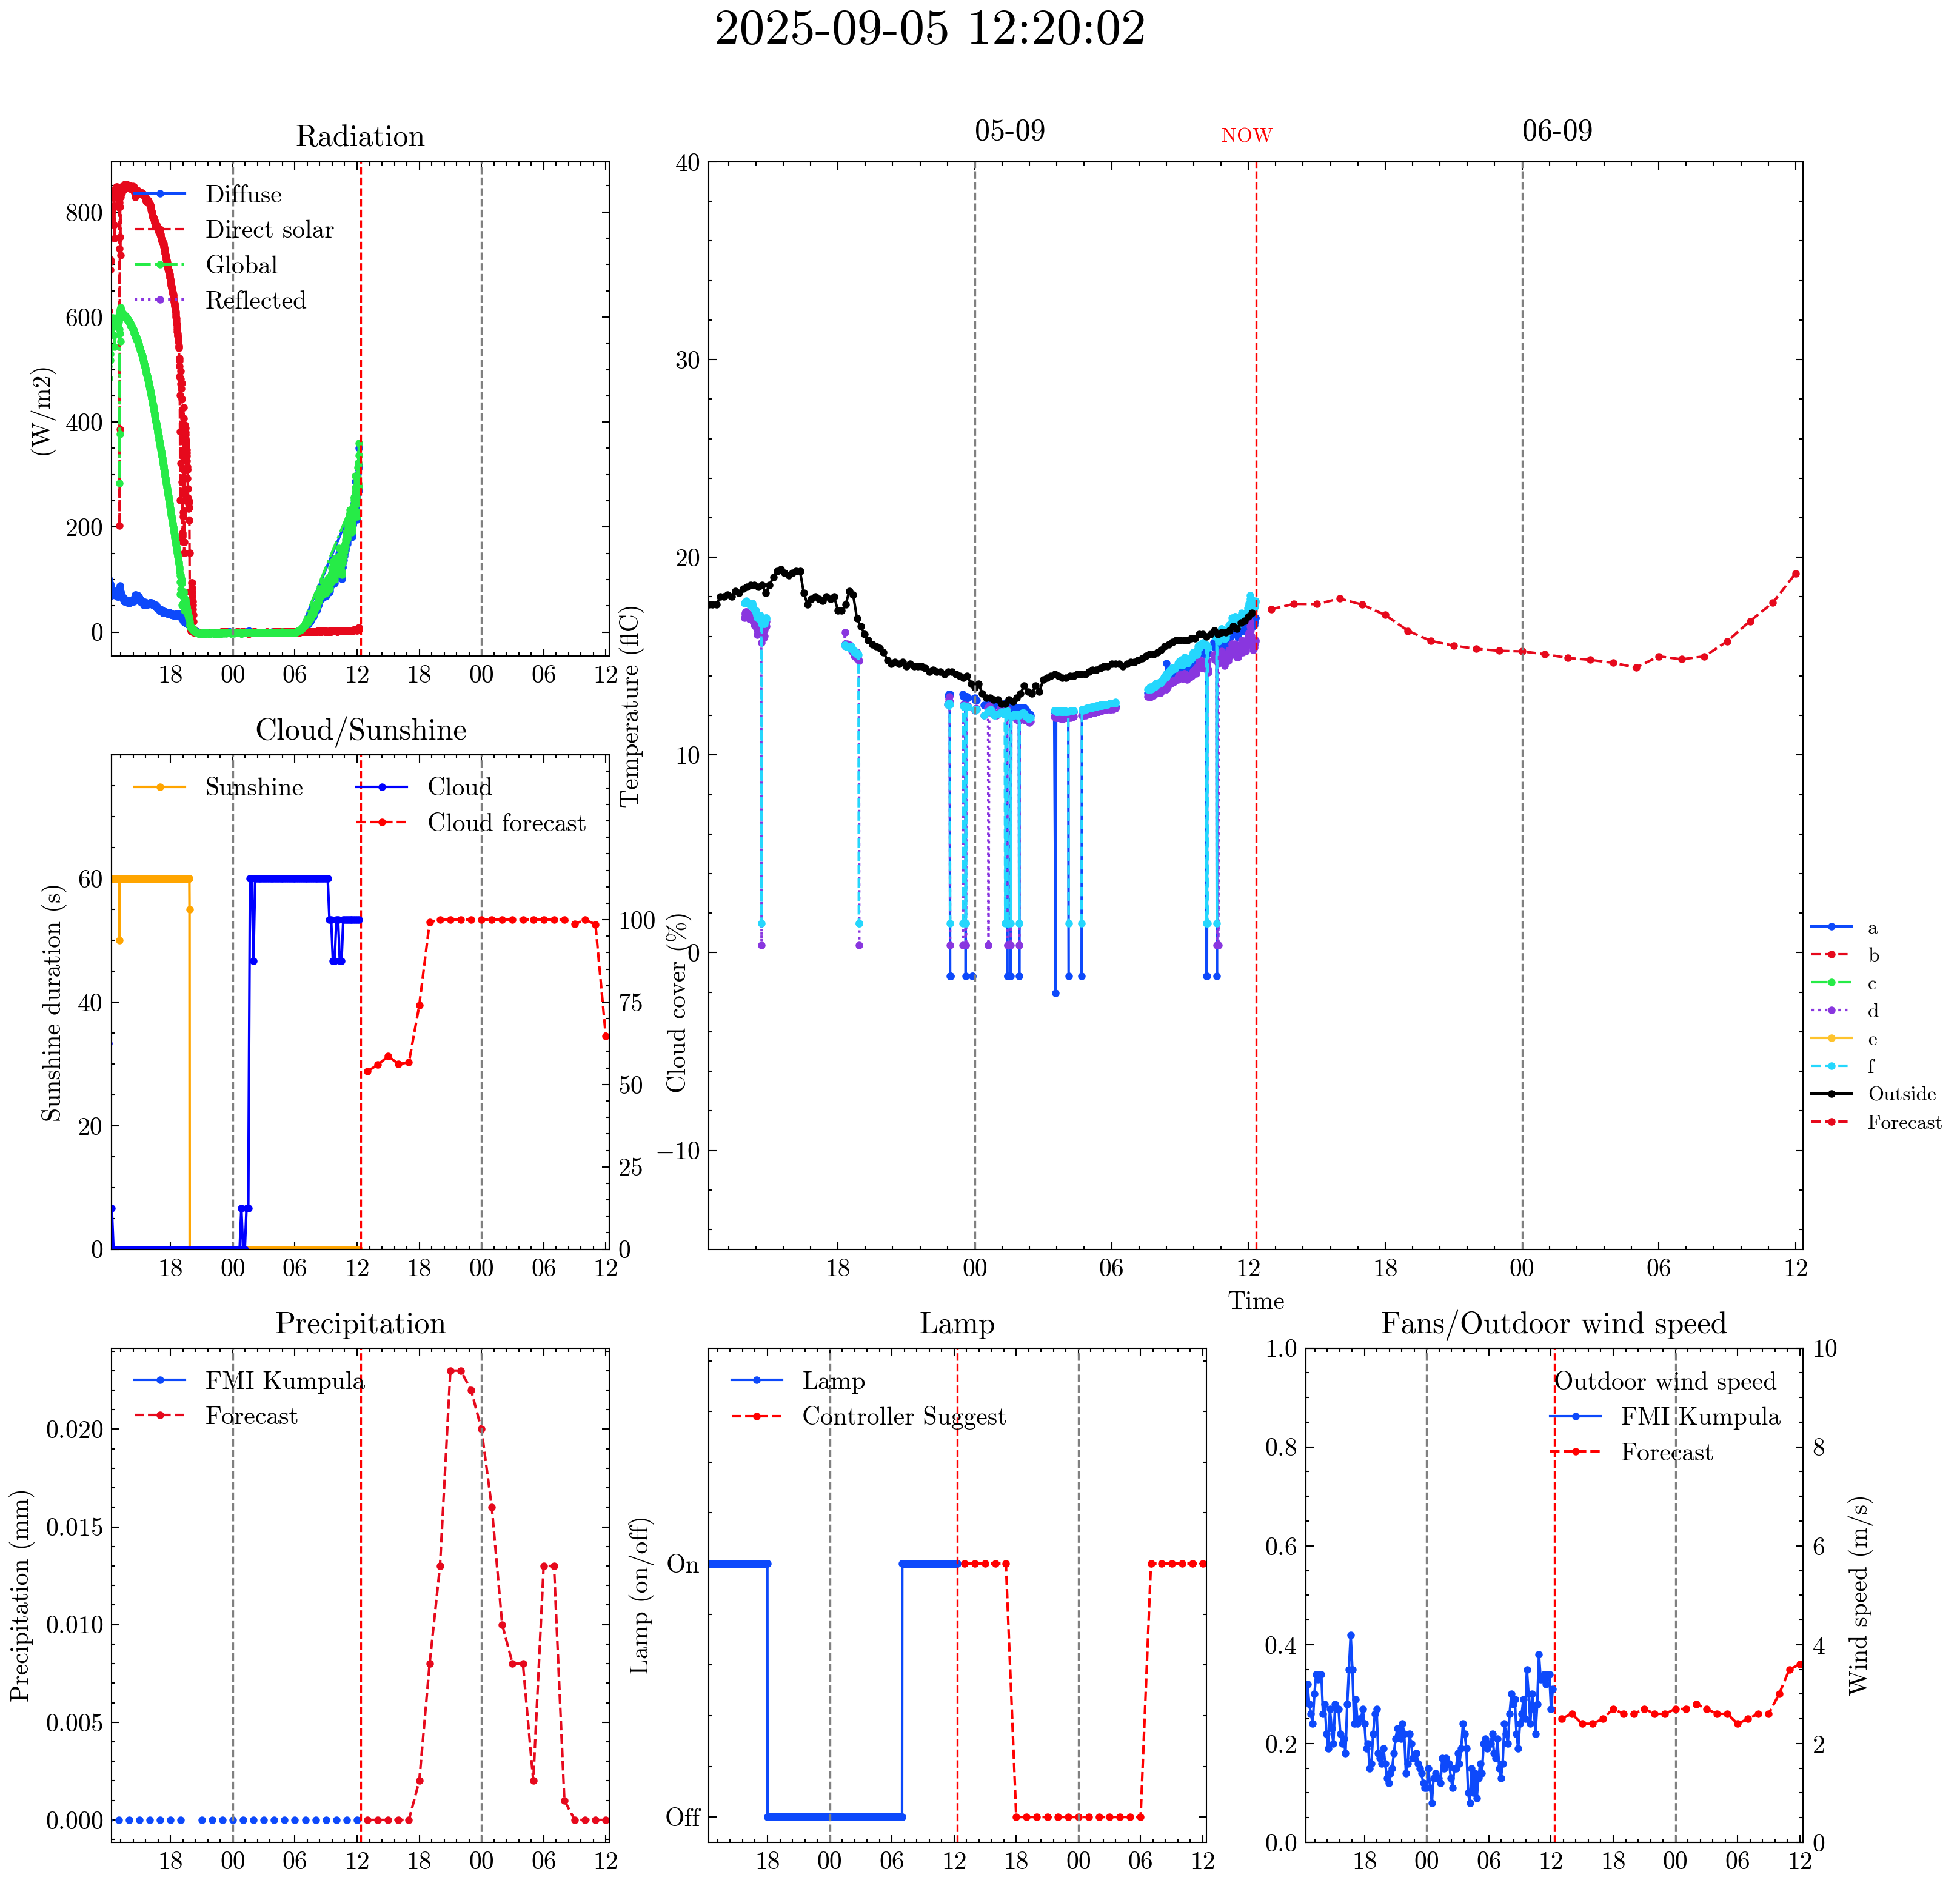 2025-09-05 12:20:02
Radiation
Diffuse
Direct solar
Global
Reflected
(W/m2)
800
600
400
200
0
18 00 06 12 18 00 06 12
05-09
NOW
06-09
40
30
20
10
0
−10
Temperature (flC)
18 00 06 12 18 00 06 12
Time
a
b
c
d
e
f
Outside
Forecast
Cloud/Sunshine
Sunshine
Cloud
Cloud forecast
Sunshine duration (s)
60
40
20
0
100
75
50
25
0
Cloud cover (%)
18 00 06 12 18 00 06 12
Precipitation
FMI Kumpula
Forecast
Precipitation (mm)
0.020
0.015
0.010
0.005
0.000
18 00 06 12 18 00 06 12
Lamp
Lamp
Controller Suggest
Lamp (on/off)
On
Off
18 00 06 12 18 00 06 12
Fans/Outdoor wind speed
Outdoor wind speed
FMI Kumpula
Forecast
1.0
0.8
0.6
0.4
0.2
0.0
10
8
6
4
2
0
Wind speed (m/s)
18 00 06 12 18 00 06 12